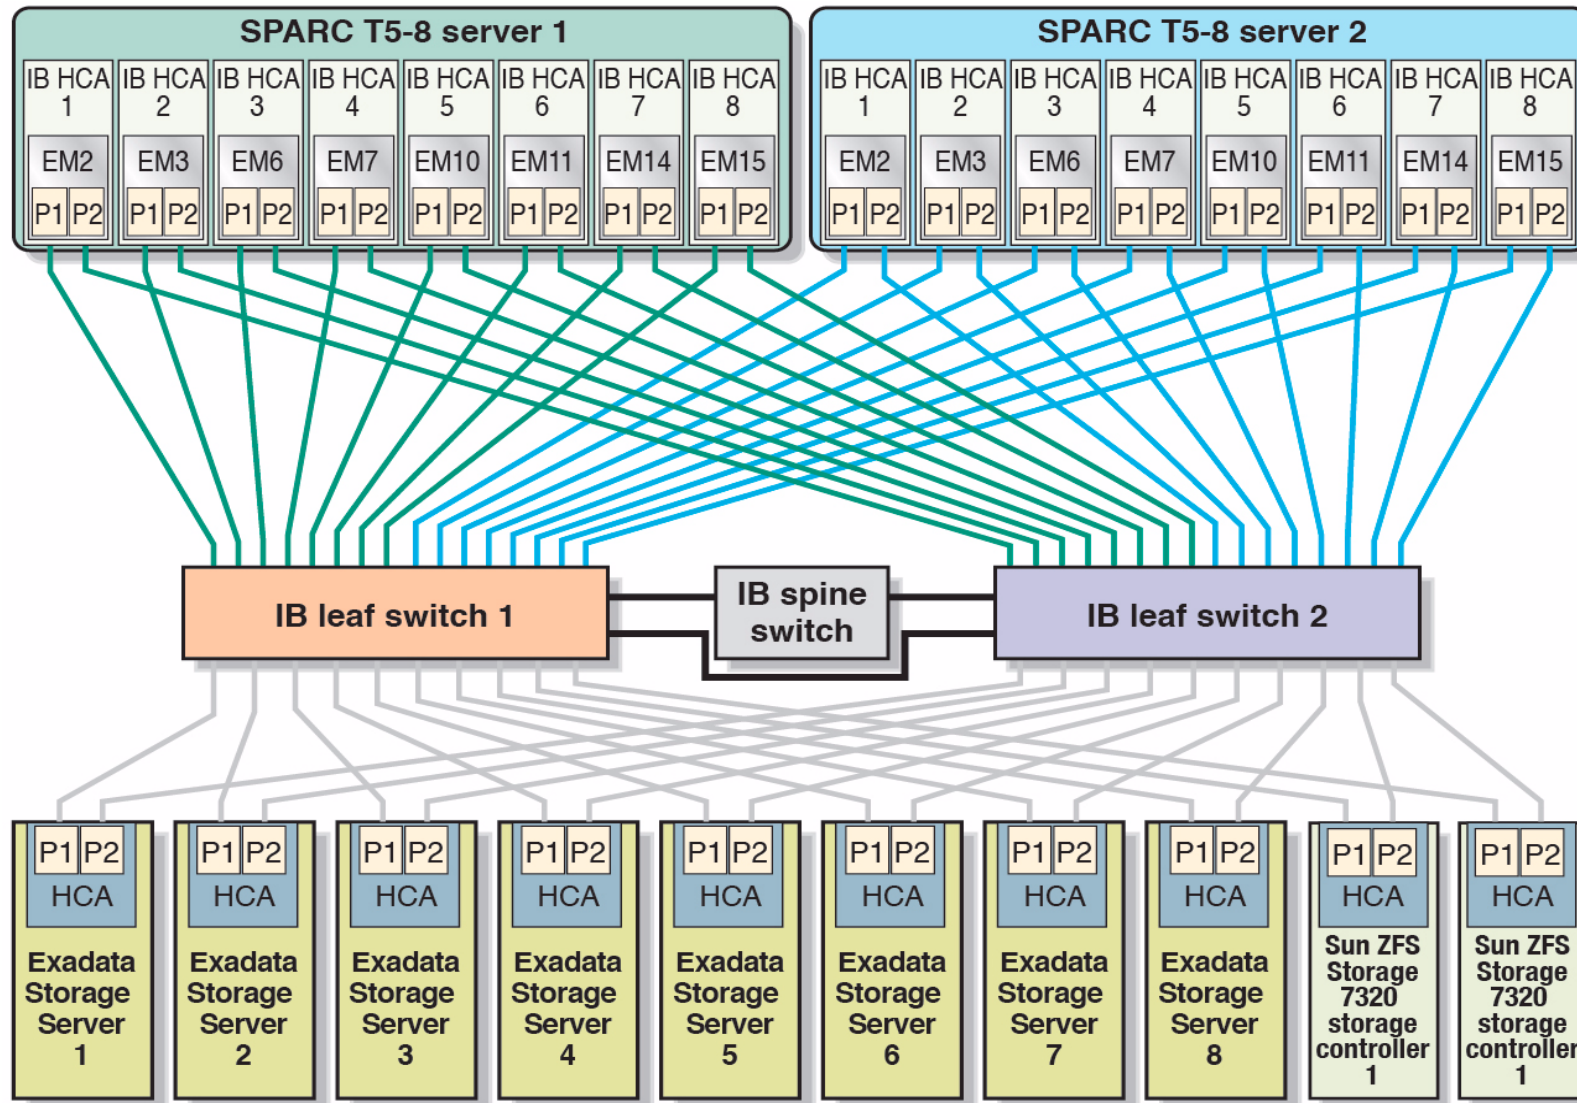 SPARC T5-8 server 1
IB HCA
1
IB HCA
2
IB HCA
3
IB HCA
4
IB HCA
5
IB HCA
6
IB HCA
7
IB HCA
8
EM2
EM3
EM6
EM7
EM10
EM11
EM14
EM15
P1 P2
P1 P2
P1 P2
P1 P2
P1 P2
P1 P2
P1 P2
P1 P2
SPARC T5-8 server 2
IB HCA
1
IB HCA
2
IB HCA
3
IB HCA
4
IB HCA
5
IB HCA
6
IB HCA
7
IB HCA
8
EM2
EM3
EM6
EM7
EM10
EM11
EM14
EM15
P1 P2
P1 P2
P1 P2
P1 P2
P1 P2
P1 P2
P1 P2
P1 P2
IB leaf switch 1
IB spine
switch
IB leaf switch 2
P1 P2
HCA
Exadata
Storage
Server
1
P1 P2
HCA
Exadata
Storage
Server
2
P1 P2
HCA
Exadata
Storage
Server
3
P1 P2
HCA
Exadata
Storage
Server
4
P1 P2
HCA
Exadata
Storage
Server
5
P1 P2
HCA
Exadata
Storage
Server
6
P1 P2
HCA
Exadata
Storage
Server
7
P1 P2
HCA
Exadata
Storage
Server
8
P1 P2
HCA
Sun ZFS
Storage
7320
storage
controller
1
P1 P2
HCA
Sun ZFS
Storage
7320
storage
controller
1